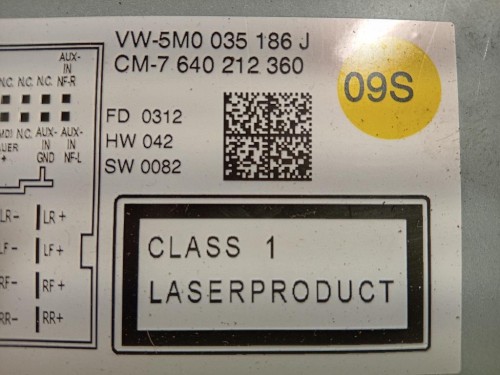 VW-5M0 035 186 J
CM-7 640 212 360
09S
FD 0312
HW 042
SW 0082
AUX-
IN
N.C. N.C. NF-R
N.C. AUX- AUX-
IN IN
+ GND NF-L
LR- LR+
LF- LF+
RF- RF+
RR- RR+
CLASS 1
LASERPRODUCT